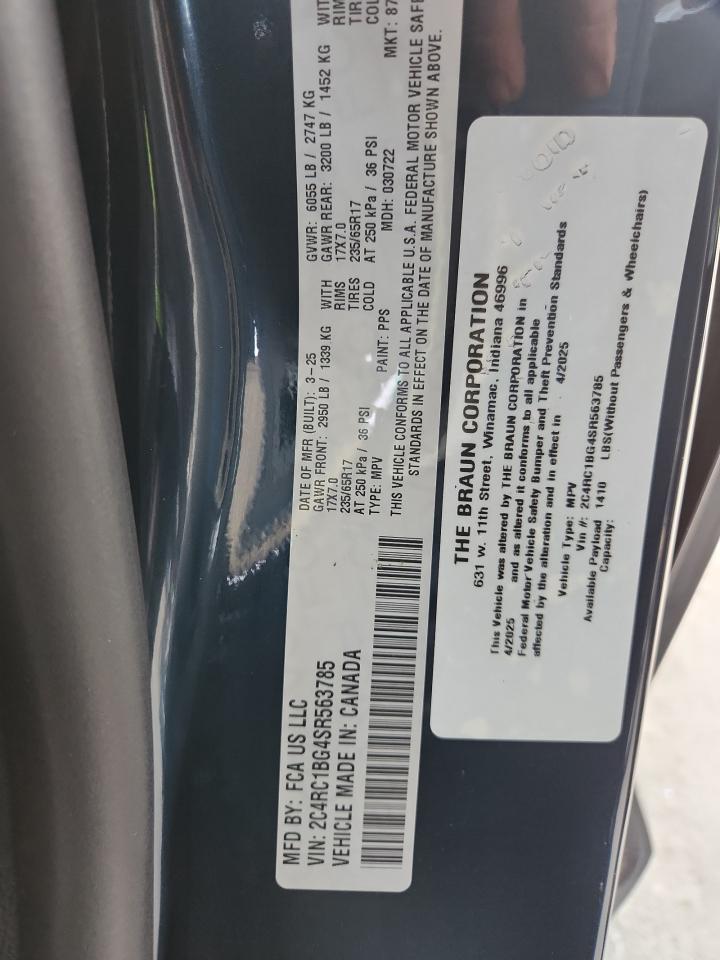 MFD BY: FCA US LLC
VIN: 2C4RC1BG4SR563785
VEHICLE MADE IN: CANADA
DATE OF MFR (BUILT): 3-25 GVWR: 6055 LB / 2747 KG
GAWR FRONT: 2950 LB / 1339 KG WITH GAWR REAR: 3200 LB / 1452 KG WITH
17X7.0 RIMS 17X7.0
235/65R17 TIRES 235/65R17
AT 250 kPa / 36 PSI COLD AT 250 kPa / 36 PSI
TYPE: MPV PAINT: PPS MDH: 030722 MKT: 87
THIS VEHICLE CONFORMS TO ALL APPLICABLE U.S.A. FEDERAL MOTOR VEHICLE SAFE
STANDARDS IN EFFECT ON THE DATE OF MANUFACTURE SHOWN ABOVE.
THE BRAUN CORPORATION
631 W. 11th Street, Winamac, Indiana 46996
This Vehicle was altered by THE BRAUN CORPORATION in
4/2025 and as altered it conforms to all applicable
Federal Motor Vehicle Safety Bumper and Theft Prevention Standards
affected by the alteration and in effect in 4/2025
Vehicle Type: MPV
Vin #: 2C4RC1BG4SR563785
Available Payload 1410 LBS(Without Passengers & Wheelchairs)
Capacity: